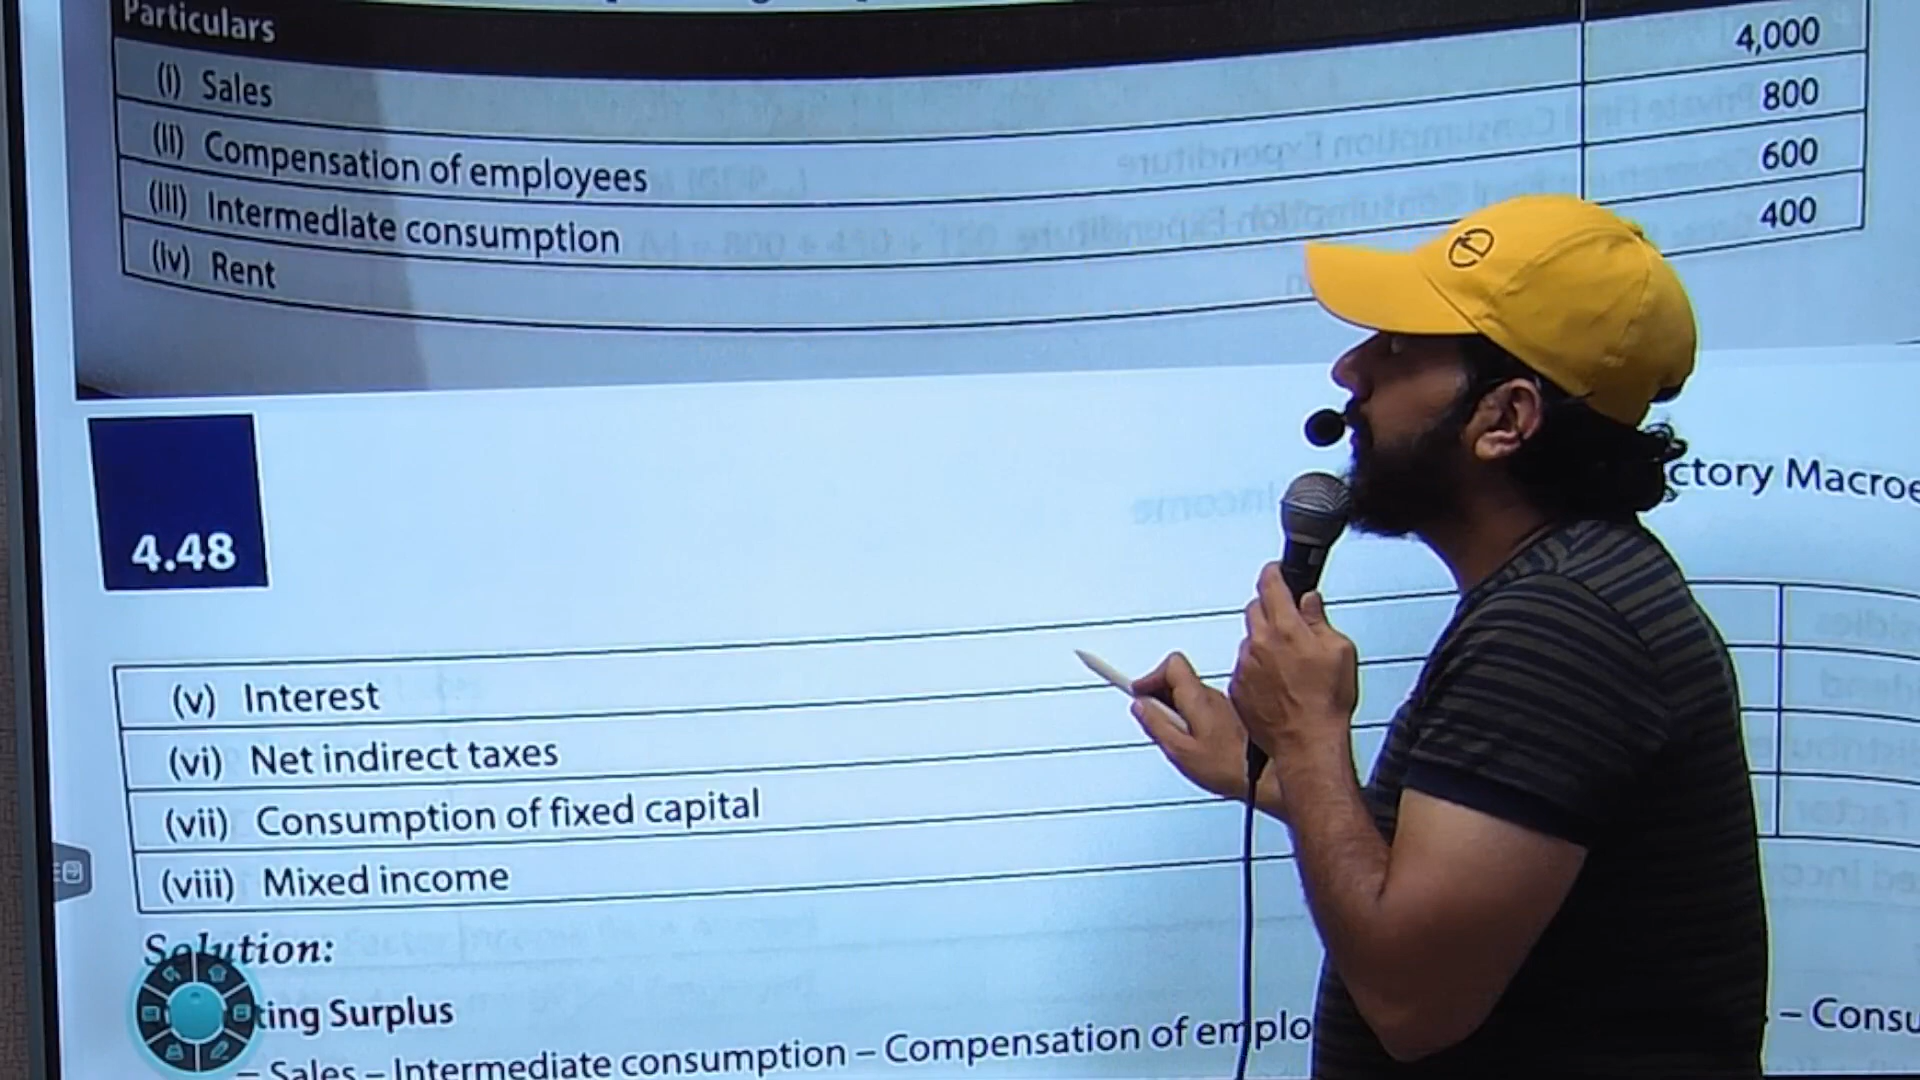 Particulars
(i) Sales 4,000
(ii) Compensation of employees 800
(iii) Intermediate consumption 600
(iv) Rent 400
4.48
ctory Macroe
(v) Interest
(vi) Net indirect taxes
(vii) Consumption of fixed capital
(viii) Mixed income
Solution:
ting Surplus
= Sales – Intermediate consumption – Compensation of emplo – Consu